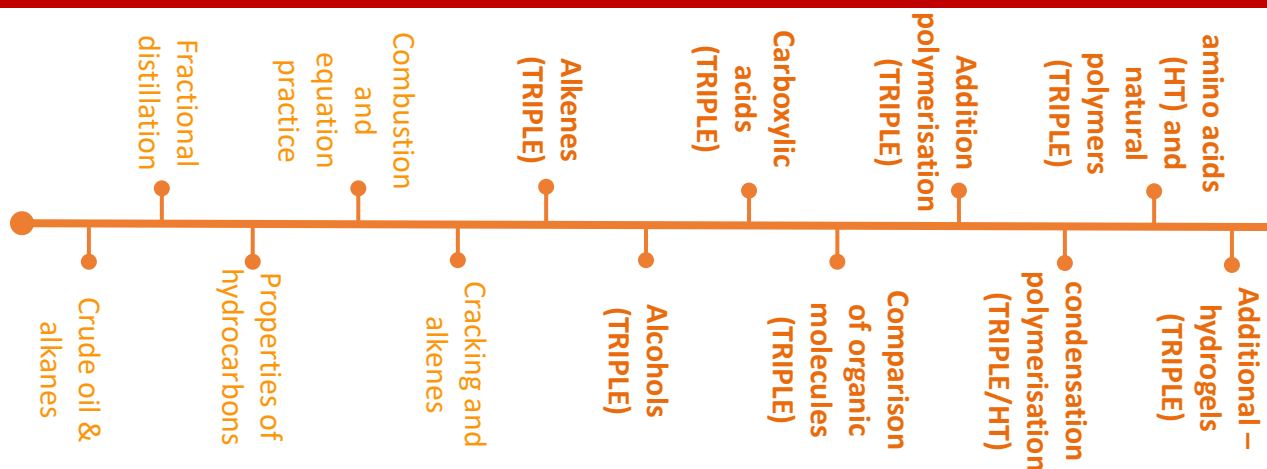 Crude oil &
alkanes
Fractional
distillation
Properties of
hydrocarbons
Combustion
and
equation
practice
Cracking and
alkenes
Alkenes
(TRIPLE)
Alcohols
(TRIPLE)
Carboxylic
acids
(TRIPLE)
Comparison
of organic
molecules
(TRIPLE)
Addition
polymerisation
(TRIPLE)
condensation
polymerisation
(TRIPLE/HT)
amino acids
(HT) and
natural
polymers
(TRIPLE)
Additional –
hydrogels
(TRIPLE)